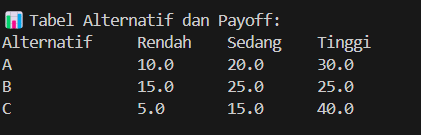 📊 Tabel Alternatif dan Payoff:
Alternatif Rendah Sedang Tinggi
A 10.0 20.0 30.0
B 15.0 25.0 25.0
C 5.0 15.0 40.0